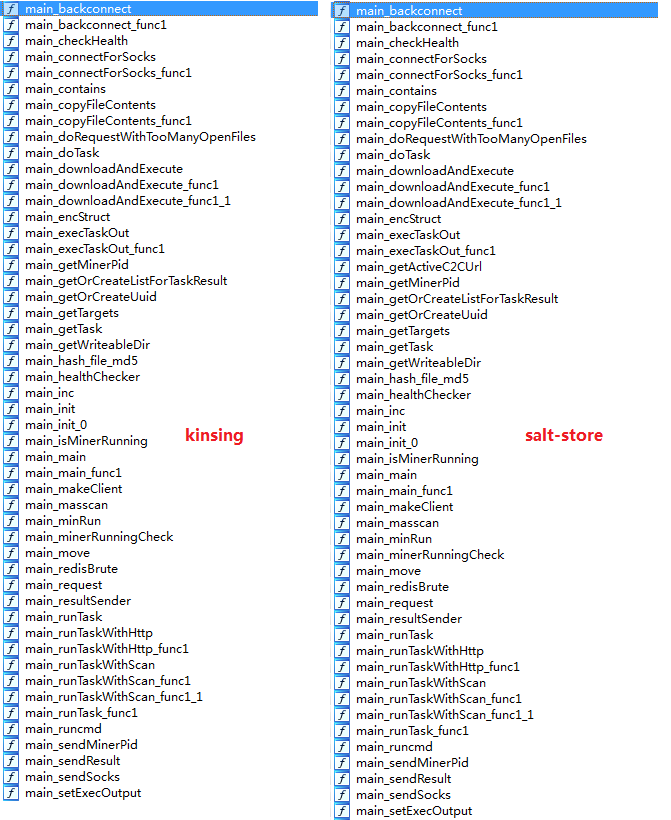 main_backconnect
main_backconnect_func1
main_checkHealth
main_connectForSocks
main_connectForSocks_func1
main_contains
main_copyFileContents
main_copyFileContents_func1
main_doRequestWithTooManyOpenFiles
main_doTask
main_downloadAndExecute
main_downloadAndExecute_func1
main_downloadAndExecute_func1_1
main_encStruct
main_execTaskOut
main_execTaskOut_func1
main_getMinerPid
main_getOrCreateListForTaskResult
main_getOrCreateUuid
main_getTargets
main_getTask
main_getWriteableDir
main_hash_file_md5
main_healthChecker
main_inc
main_init
main_init_0
main_isMinerRunning
main_main
main_main_func1
main_makeClient
main_masscan
main_minRun
main_minerRunningCheck
main_move
main_redisBrute
main_request
main_resultSender
main_runTask
main_runTaskWithHttp
main_runTaskWithHttp_func1
main_runTaskWithScan
main_runTaskWithScan_func1
main_runTaskWithScan_func1_1
main_runTask_func1
main_runcmd
main_sendMinerPid
main_sendResult
main_sendSocks
main_setExecOutput
kinsing
main_backconnect
main_backconnect_func1
main_checkHealth
main_connectForSocks
main_connectForSocks_func1
main_contains
main_copyFileContents
main_copyFileContents_func1
main_doRequestWithTooManyOpenFiles
main_doTask
main_downloadAndExecute
main_downloadAndExecute_func1
main_downloadAndExecute_func1_1
main_encStruct
main_execTaskOut
main_execTaskOut_func1
main_getActiveC2CUrl
main_getMinerPid
main_getOrCreateListForTaskResult
main_getOrCreateUuid
main_getTargets
main_getTask
main_getWriteableDir
main_hash_file_md5
main_healthChecker
main_inc
main_init
main_init_0
main_isMinerRunning
main_main
main_main_func1
main_makeClient
main_masscan
main_minRun
main_minerRunningCheck
main_move
main_redisBrute
main_request
main_resultSender
main_runTask
main_runTaskWithHttp
main_runTaskWithHttp_func1
main_runTaskWithScan
main_runTaskWithScan_func1
main_runTaskWithScan_func1_1
main_runTask_func1
main_runcmd
main_sendMinerPid
main_sendResult
main_sendSocks
main_setExecOutput
salt-store